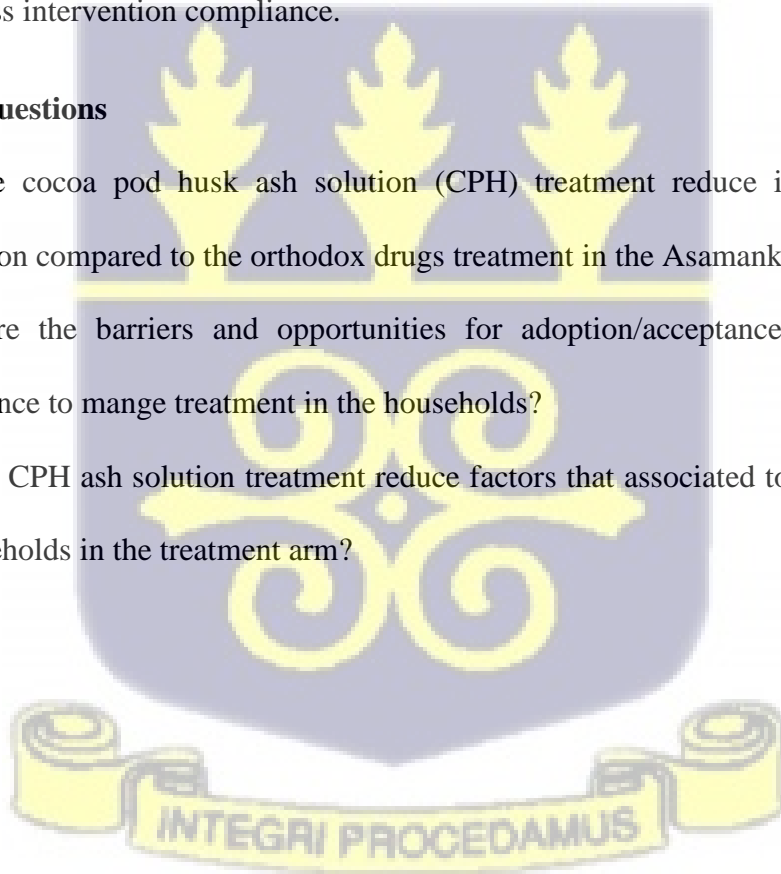 ss intervention compliance.
uestions
e cocoa pod husk ash solution (CPH) treatment reduce i
on compared to the orthodox drugs treatment in the Asamank
re the barriers and opportunities for adoption/acceptance
nce to mange treatment in the households?
CPH ash solution treatment reduce factors that associated to
eholds in the treatment arm?
INTEGRI PROCEDAMUS